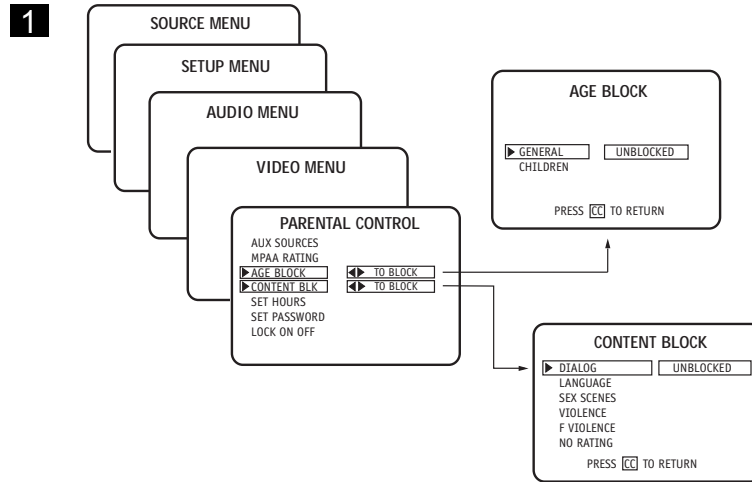 1
SOURCE MENU
SETUP MENU
AUDIO MENU
VIDEO MENU
PARENTAL CONTROL
AUX SOURCES
MPAA RATING
AGE BLOCK TO BLOCK
CONTENT BLK TO BLOCK
SET HOURS
SET PASSWORD
LOCK ON OFF
AGE BLOCK
GENERAL UNBLOCKED
CHILDREN
PRESS CC TO RETURN
CONTENT BLOCK
DIALOG UNBLOCKED
LANGUAGE
SEX SCENES
VIOLENCE
F VIOLENCE
NO RATING
PRESS CC TO RETURN